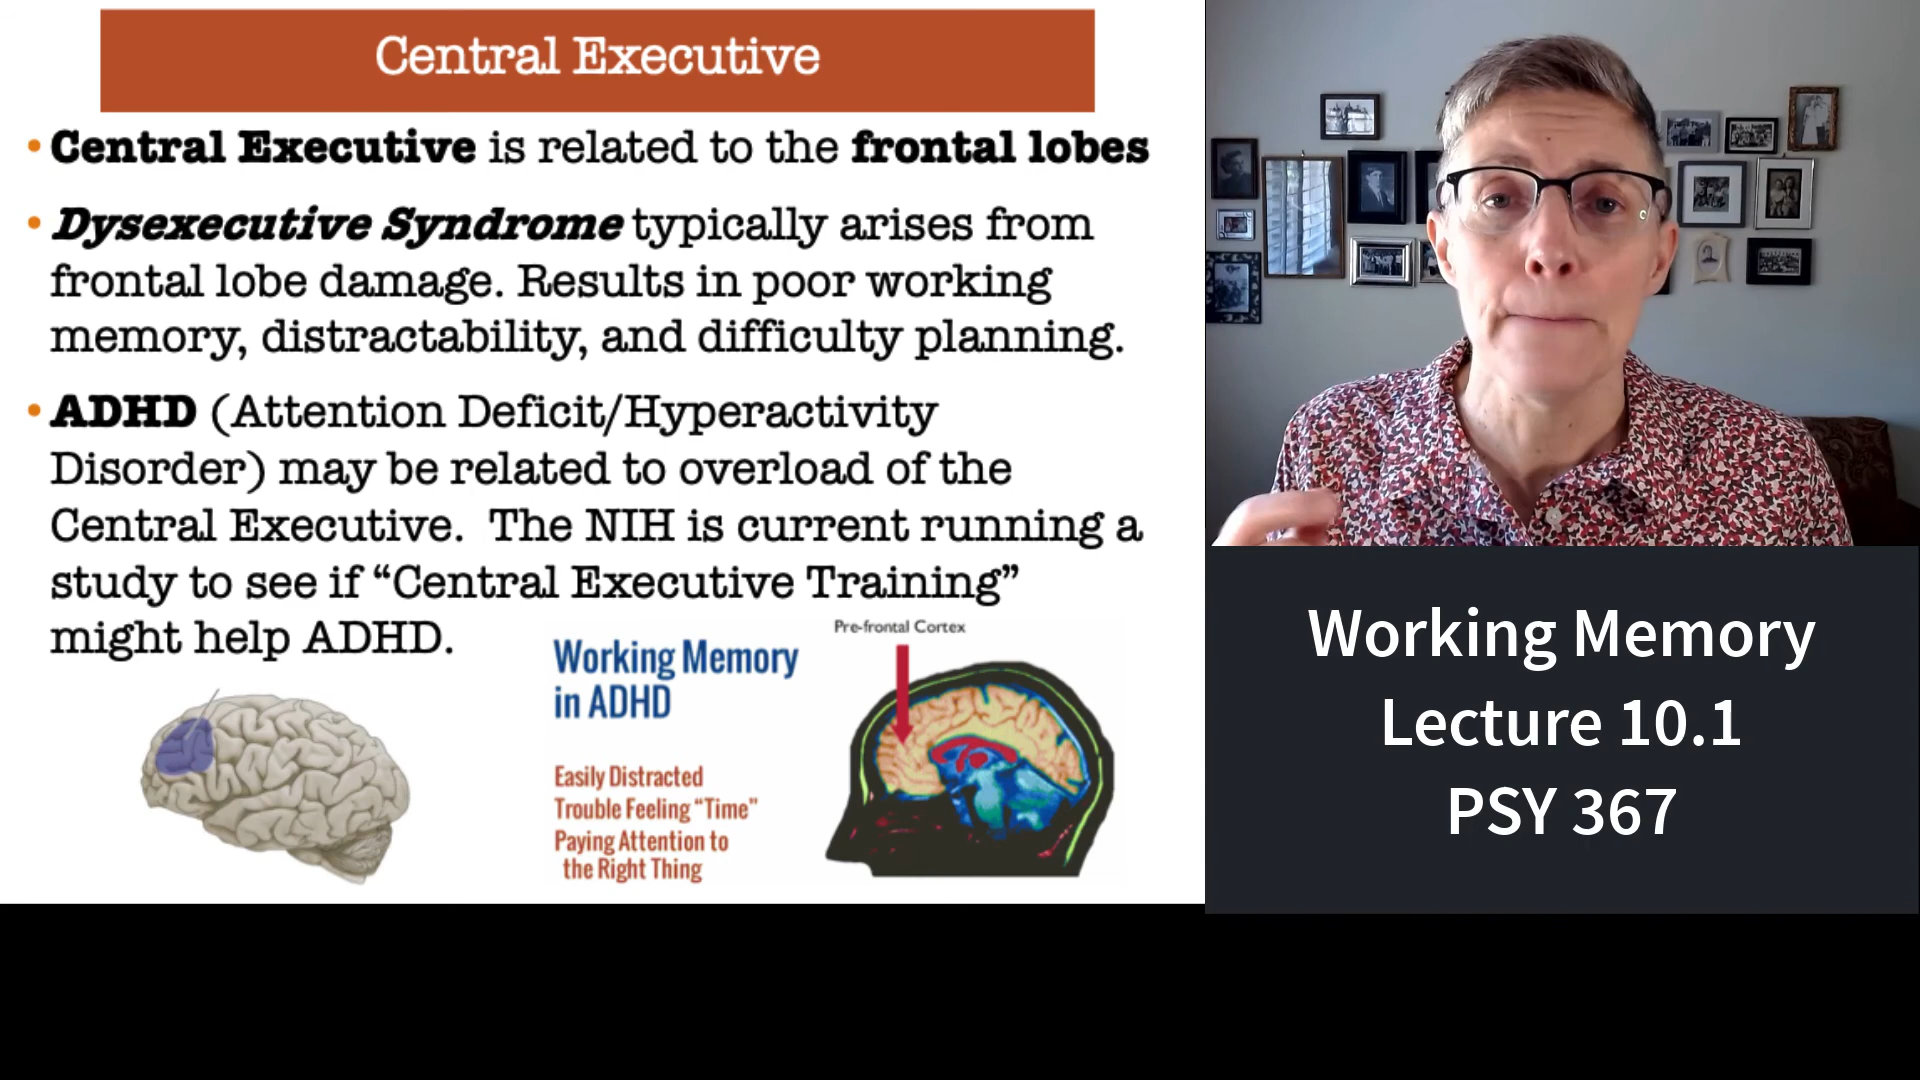 Central Executive
• Central Executive is related to the frontal lobes
• Dysexecutive Syndrome typically arises from
frontal lobe damage. Results in poor working
memory, distractability, and difficulty planning.
• ADHD (Attention Deficit/Hyperactivity
Disorder) may be related to overload of the
Central Executive.  The NIH is current running a
study to see if “Central Executive Training”
might help ADHD.
Pre-frontal Cortex
Working Memory
in ADHD
Easily Distracted
Trouble Feeling “Time”
Paying Attention to
the Right Thing
Working Memory
Lecture 10.1
PSY 367